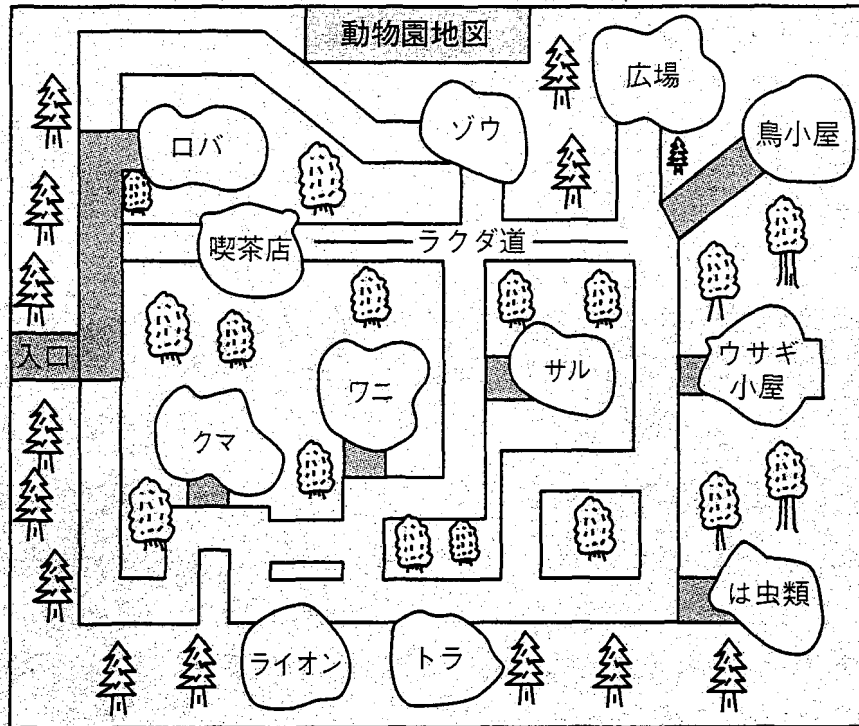 動物園地図
広場
ゾウ
鳥小屋
ロバ
喫茶店
ラクダ道
入口
ワニ
サル
ウサギ
小屋
クマ
は虫類
ライオン
トラ